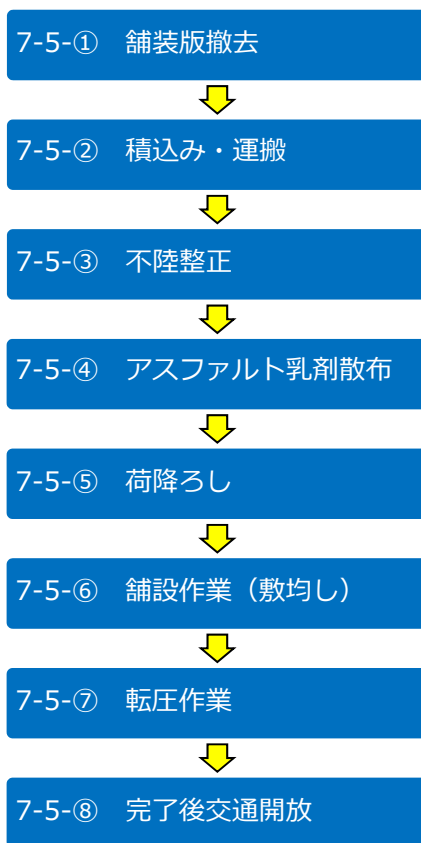 7-5-① 舗装版撤去
7-5-② 積込み・運搬
7-5-③ 不陸整正
7-5-④ アスファルト乳剤散布
7-5-⑤ 荷降ろし
7-5-⑥ 舗設作業（敷均し）
7-5-⑦ 転圧作業
7-5-⑧ 完了後交通開放